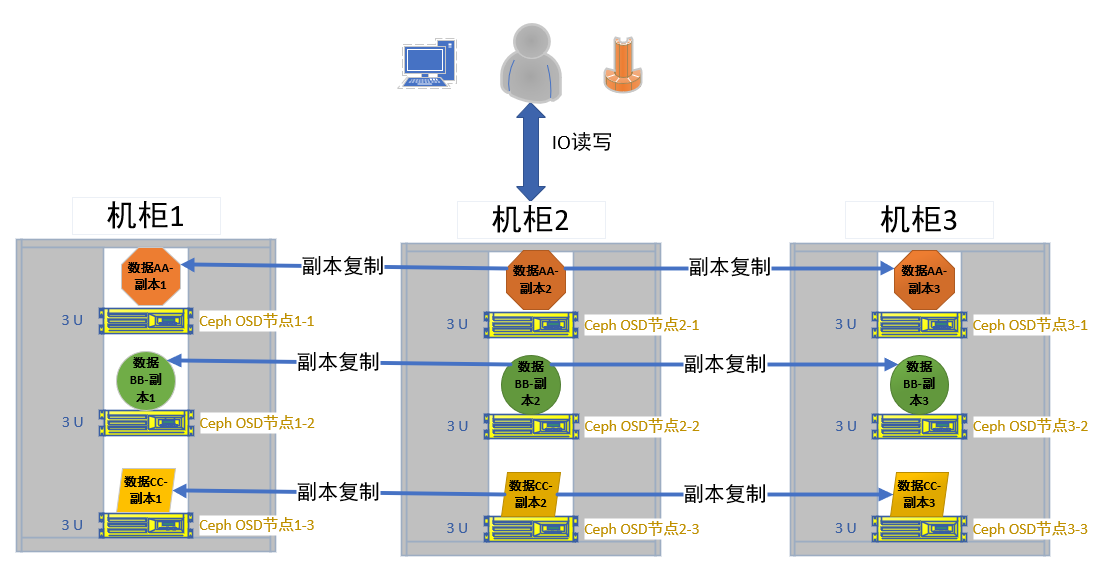 IO读写
机柜1
机柜2
机柜3
数据AA-
副本1
副本复制
数据AA-
副本2
副本复制
数据AA-
副本3
3 U
Ceph OSD节点1-1
3 U
Ceph OSD节点2-1
3 U
Ceph OSD节点3-1
数据
BB-副
本1
副本复制
数据
BB-副
本2
副本复制
数据
BB-副
本3
3 U
Ceph OSD节点1-2
3 U
Ceph OSD节点2-2
3 U
Ceph OSD节点3-2
数据CC-
副本1
副本复制
数据CC-
副本2
副本复制
数据CC-
副本3
3 U
Ceph OSD节点1-3
3 U
Ceph OSD节点2-3
3 U
Ceph OSD节点3-3